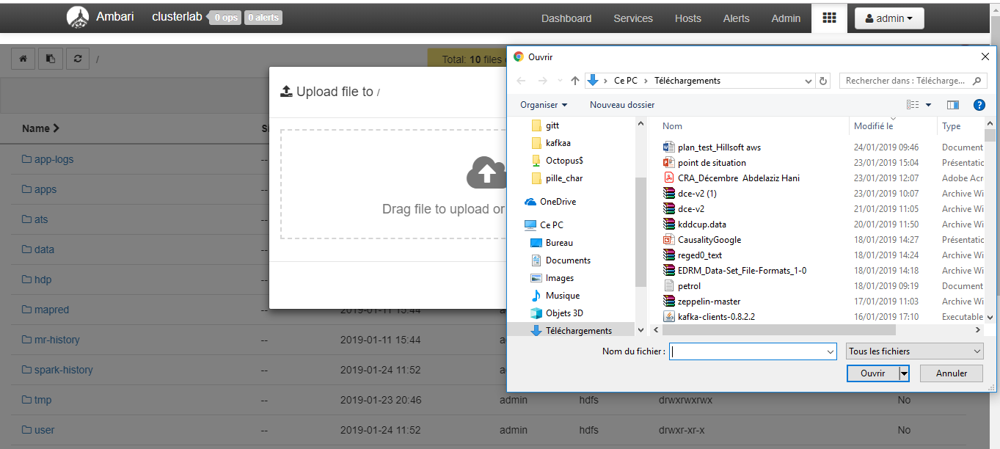 Ambari clusterlab 0 ops 0 alerts Dashboard Services Hosts Alerts Admin admin
/ Total: 10 files
Upload file to /
Drag file to upload or
Name
app-logs --
apps --
ats --
data --
hdp --
mapred -- 2019-01-11 15:44
mr-history -- 2019-01-11 15:44
spark-history -- 2019-01-24 11:52
tmp -- 2019-01-23 20:46 admin hdfs drwxrwxrwx No
user -- 2019-01-24 11:52 admin hdfs drwxr-xr-x No
Ouvrir
Ce PC Téléchargements Rechercher dans : Télécharge...
Organiser Nouveau dossier
gitt
kafkaa
Octopus$
pille_char
OneDrive
Ce PC
Bureau
Documents
Images
Musique
Objets 3D
Téléchargements
Nom Modifié le Type
plan_test_Hillsoft aws 24/01/2019 09:46 Document
point de situation 23/01/2019 15:04 Présentatic
CRA_Décembre Abdelaziz Hani 23/01/2019 12:07 Adobe Acr
dce-v2 (1) 23/01/2019 10:07 Archive Wi
dce-v2 21/01/2019 11:05 Archive Wi
kddcup.data 20/01/2019 11:50 Archive Wi
CausalityGoogle 18/01/2019 14:27 Présentatic
reged0_text 18/01/2019 14:24 Archive Wi
EDRM_Data-Set_File-Formats_1-0 18/01/2019 14:18 Archive Wi
petrol 18/01/2019 09:19 Document
zeppelin-master 17/01/2019 11:03 Archive Wi
kafka-clients-0.8.2.2 16/01/2019 17:10 Executable
Nom du fichier : Tous les fichiers
Ouvrir Annuler